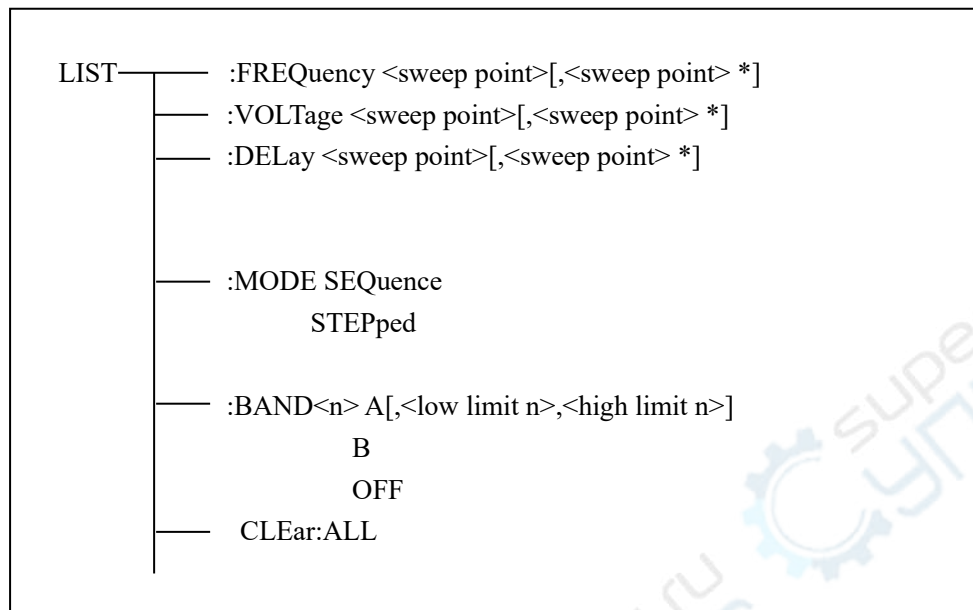 LIST :FREQuency <sweep point>[,<sweep point> *]
:VOLTage <sweep point>[,<sweep point> *]
:DELay <sweep point>[,<sweep point> *]
:MODE SEQuence
STEPped
:BAND<n> A[,<low limit n>,<high limit n>]
B
OFF
CLEar:ALL